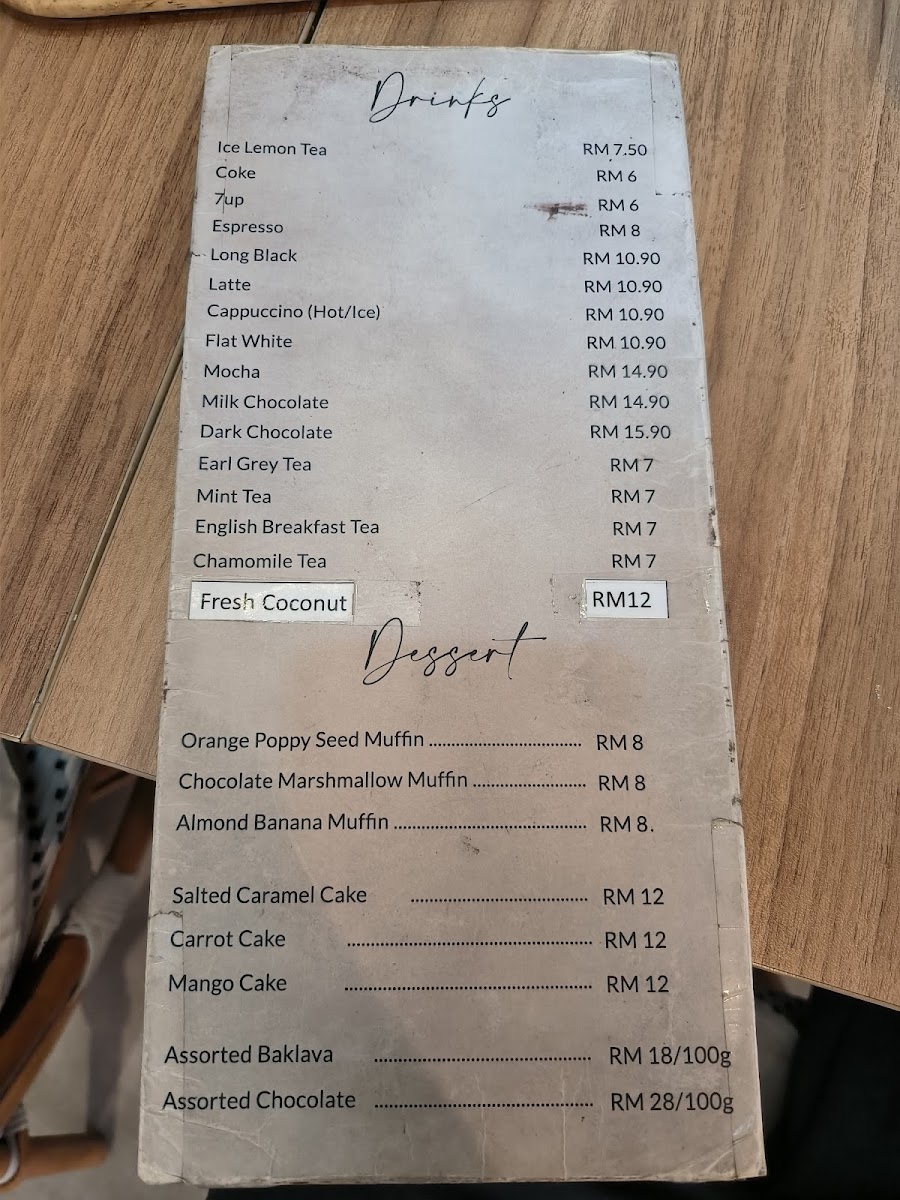 Drinks
Ice Lemon Tea RM 7.50
Coke RM 6
7up RM 6
Espresso RM 8
Long Black RM 10.90
Latte RM 10.90
Cappuccino (Hot/Ice) RM 10.90
Flat White RM 10.90
Mocha RM 14.90
Milk Chocolate RM 14.90
Dark Chocolate RM 15.90
Earl Grey Tea RM 7
Mint Tea RM 7
English Breakfast Tea RM 7
Chamomile Tea RM 7
Fresh Coconut RM12
Dessert
Orange Poppy Seed Muffin ........................................ RM 8
Chocolate Marshmallow Muffin ............................. RM 8
Almond Banana Muffin .................................................. RM 8.
Salted Caramel Cake .............................................. RM 12
Carrot Cake ................................................................ RM 12
Mango Cake ................................................................ RM 12
Assorted Baklava ........................................................ RM 18/100g
Assorted Chocolate ........................................................ RM 28/100g